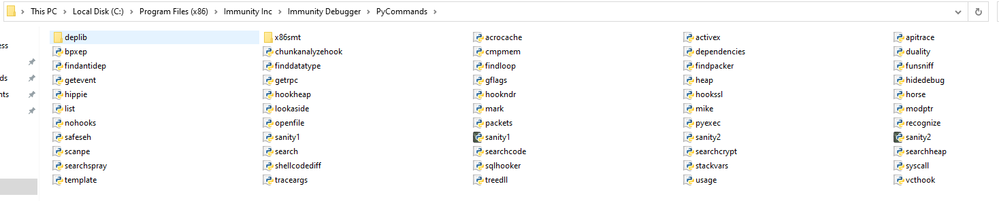 This PC > Local Disk (C:) > Program Files (x86) > Immunity Inc > Immunity Debugger > PyCommands >
ess
ds
nts
deplib x86smt acrocache activex apitrace
bpxep chunkanalyzehook cmpmem dependencies duality
findantidep finddatatype findloop findpacker funsniff
getevent getrpc gflags heap hidedebug
hippie hookheap hookndr hookssl horse
list lookaside mark mike modptr
nohooks openfile packets pyexec recognize
safeseh sanity1 sanity1 sanity2 sanity2
scanpe search searchcode searchcrypt searchheap
searchspray shellcodediff sqlhooker stackvars syscall
template traceargs treedll usage vcthook